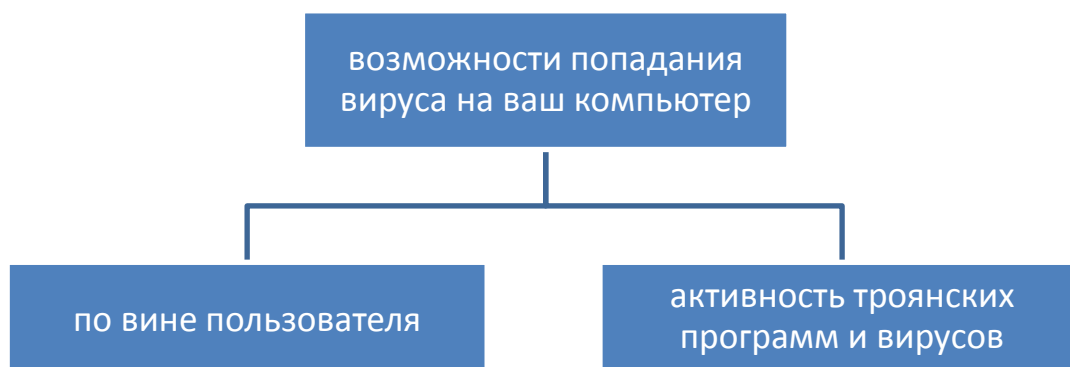 возможности попадания
вируса на ваш компьютер
по вине пользователя
активность троянских
программ и вирусов